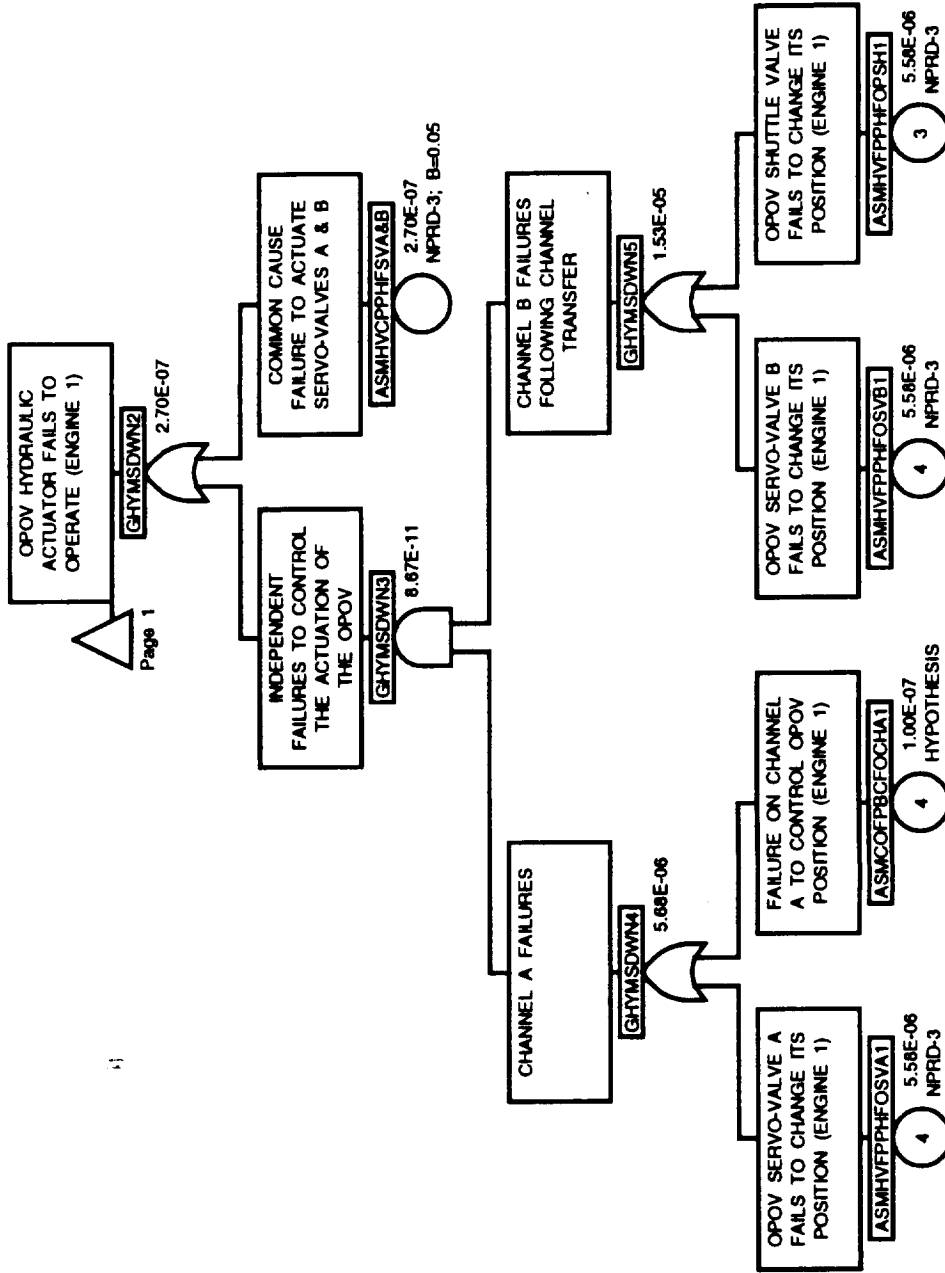 OPOV HYDRAULIC
ACTUATOR FAILS TO
OPERATE (ENGINE 1)
GHYMSDWN2
2.70E-07
Page 1
INDEPENDENT
FAILURES TO CONTROL
THE ACTUATION OF
THE OPOV
GHYMSDWN3
8.67E-11
COMMON CAUSE
FAILURE TO ACTUATE
SERVO-VALVES A & B
ASMHVCPPHFSVA&B
2.70E-07
NPRD-3; B=0.05
CHANNEL A FAILURES
GHYMSDWN4
5.68E-06
CHANNEL B FAILURES
FOLLOWING CHANNEL
TRANSFER
GHYMSDWN5
1.53E-05
OPOV SERVO-VALVE A
FAILS TO CHANGE ITS
POSITION (ENGINE 1)
ASMHVFPPHFOSVA1
4
5.58E-06
NPRD-3
FAILURE ON CHANNEL
A TO CONTROL OPOV
POSITION (ENGINE 1)
ASMCOFPBCFOCHA1
4
1.00E-07
HYPOTHESIS
OPOV SERVO-VALVE B
FAILS TO CHANGE ITS
POSITION (ENGINE 1)
ASMHVFPPHFOSVB1
4
5.58E-06
NPRD-3
OPOV SHUTTLE VALVE
FAILS TO CHANGE ITS
POSITION (ENGINE 1)
ASMHVFPPHFOPSH1
3
5.58E-06
NPRD-3